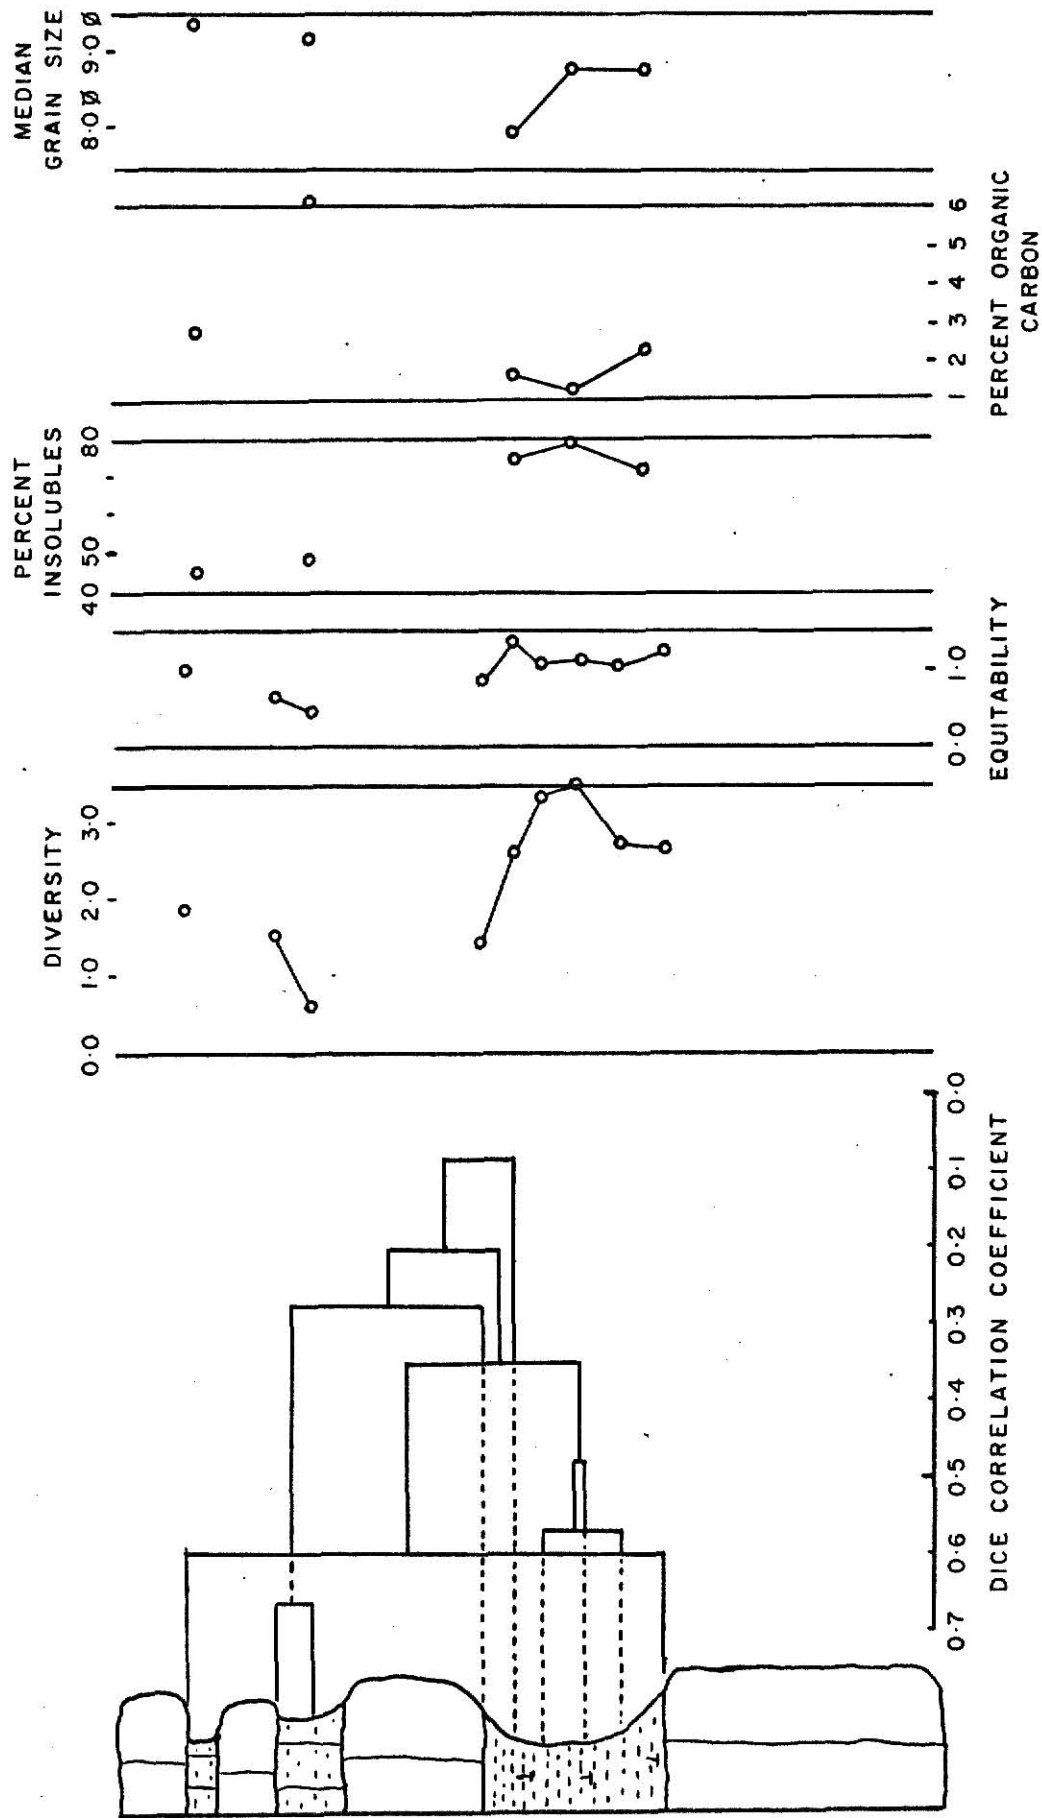 DIVERSITY
0·0 1·0 2·0 3·0
PERCENT
INSOLUBLES
40 50 80
MEDIAN
GRAIN SIZE
8·0Ø 9·0Ø
0·7 0·6 0·5 0·4 0·3 0·2 0·1 0·0
DICE CORRELATION COEFFICIENT
0·0 1·0
EQUITABILITY
1 2 3 4 5 6
PERCENT ORGANIC
CARBON